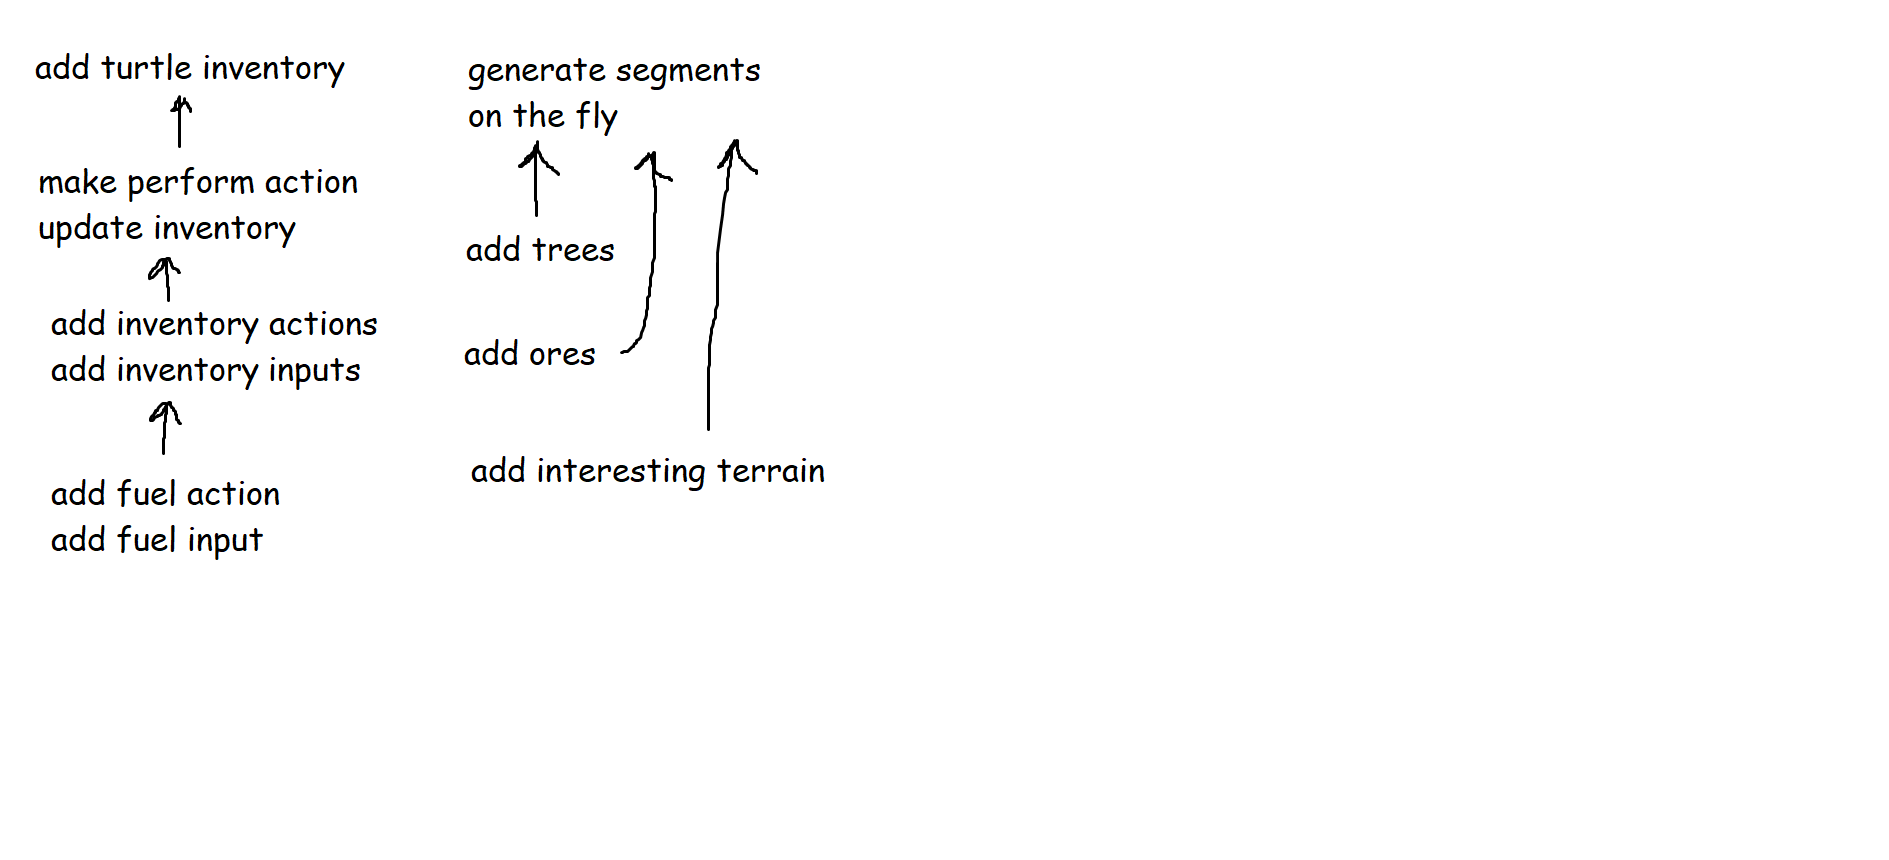 add turtle inventory
make perform action
update inventory
add inventory actions
add inventory inputs
add fuel action
add fuel input
generate segments
on the fly
add trees
add ores
add interesting terrain